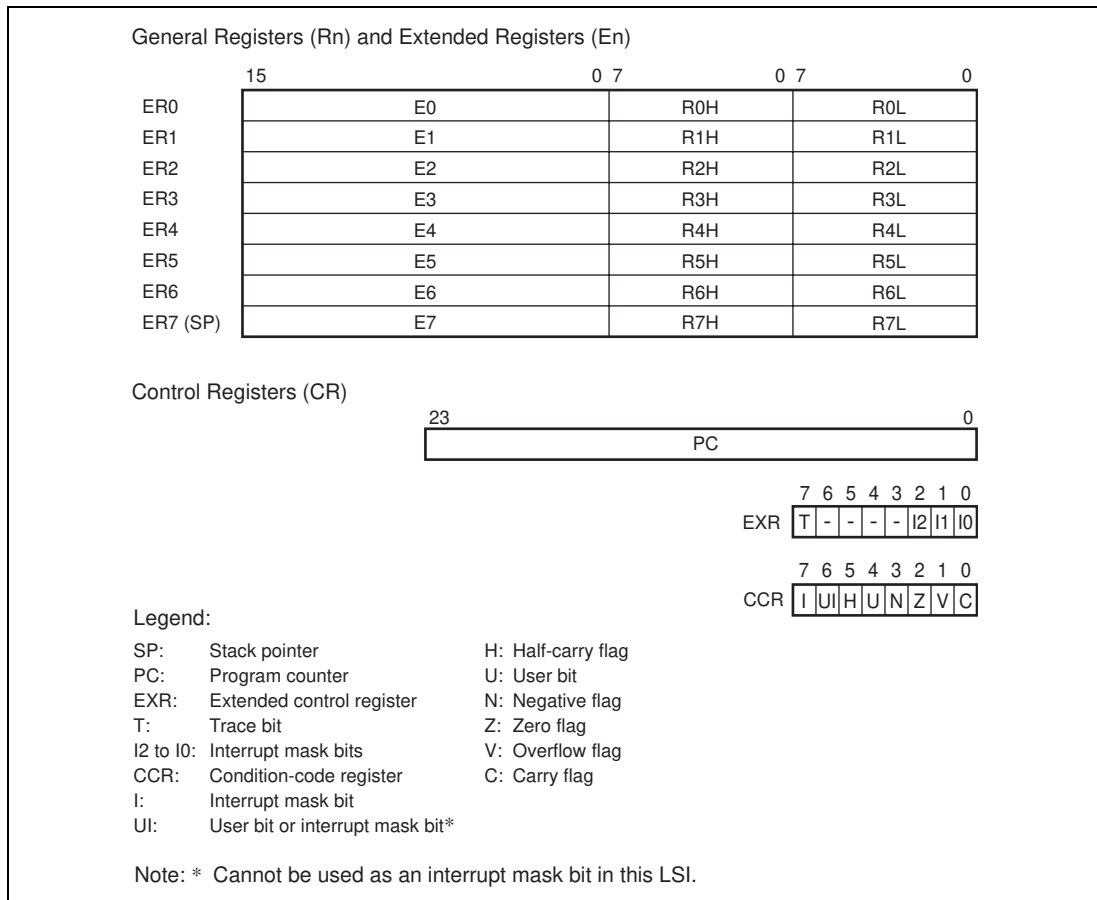 General Registers (Rn) and Extended Registers (En)
15 0 7 0 7 0
ER0 E0 R0H R0L
ER1 E1 R1H R1L
ER2 E2 R2H R2L
ER3 E3 R3H R3L
ER4 E4 R4H R4L
ER5 E5 R5H R5L
ER6 E6 R6H R6L
ER7 (SP) E7 R7H R7L
Control Registers (CR)
23 0
PC
7 6 5 4 3 2 1 0
EXR T - - - - I2 I1 I0
7 6 5 4 3 2 1 0
CCR I UI H U N Z V C
Legend:
SP: Stack pointer H: Half-carry flag
PC: Program counter U: User bit
EXR: Extended control register N: Negative flag
T: Trace bit Z: Zero flag
I2 to I0: Interrupt mask bits V: Overflow flag
CCR: Condition-code register C: Carry flag
I: Interrupt mask bit
UI: User bit or interrupt mask bit*
Note: * Cannot be used as an interrupt mask bit in this LSI.